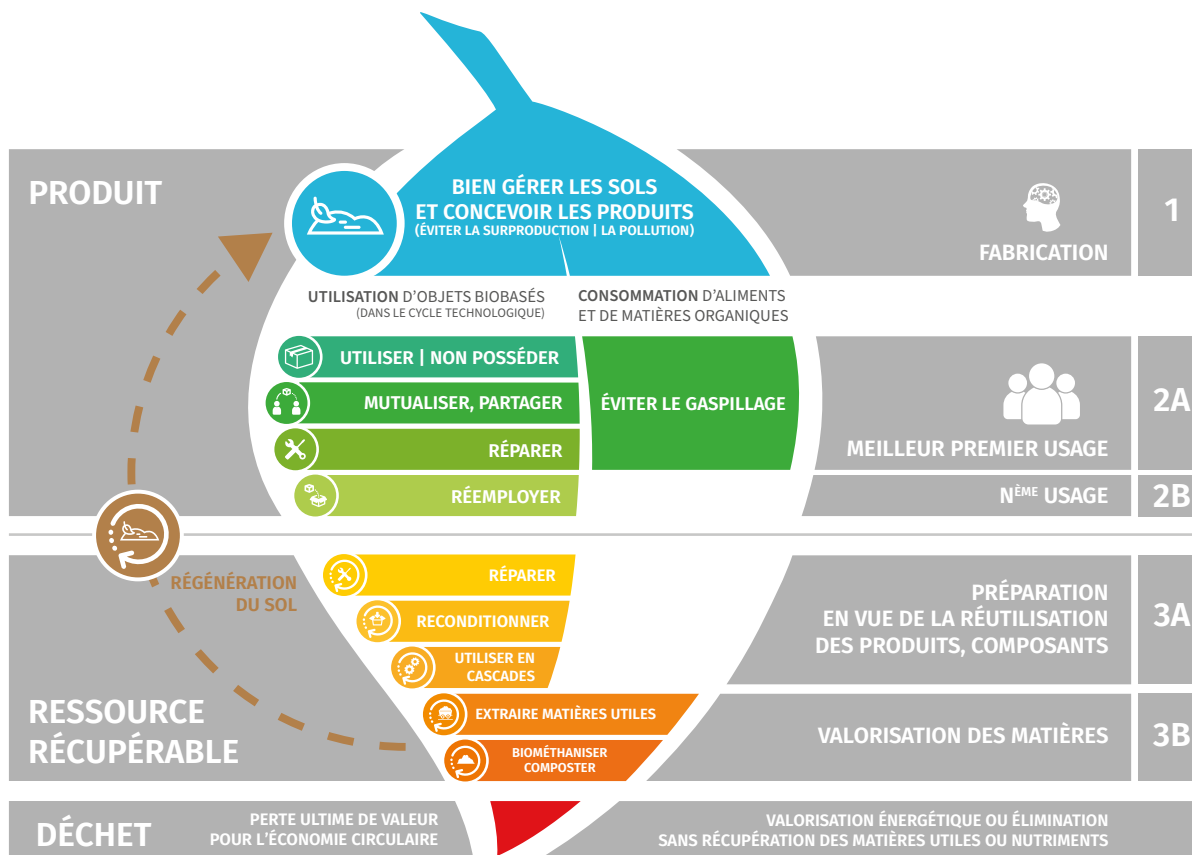 PRODUIT
BIEN GÉRER LES SOLS
ET CONCEVOIR LES PRODUITS
(ÉVITER LA SURPRODUCTION | LA POLLUTION)
FABRICATION
1
UTILISATION D'OBJETS BIOBASÉS
(DANS LE CYCLE TECHNOLOGIQUE)
CONSOMMATION D'ALIMENTS
ET DE MATIÈRES ORGANIQUES
UTILISER | NON POSSÉDER
MUTUALISER, PARTAGER
RÉPARER
ÉVITER LE GASPILLAGE
MEILLEUR PREMIER USAGE
2A
RÉEMPLOYER
NÈME USAGE
2B
RÉGÉNÉRATION
DU SOL
RESSOURCE
RÉCUPÉRABLE
RÉPARER
RECONDITIONNER
UTILISER EN
CASCADES
PRÉPARATION
EN VUE DE LA RÉUTILISATION
DES PRODUITS, COMPOSANTS
3A
EXTRAIRE MATIÈRES UTILES
BIOMÉTHANISER
COMPOSTER
VALORISATION DES MATIÈRES
3B
DÉCHET
PERTE ULTIME DE VALEUR
POUR L'ÉCONOMIE CIRCULAIRE
VALORISATION ÉNERGÉTIQUE OU ÉLIMINATION
SANS RÉCUPÉRATION DES MATIÈRES UTILES OU NUTRIMENTS